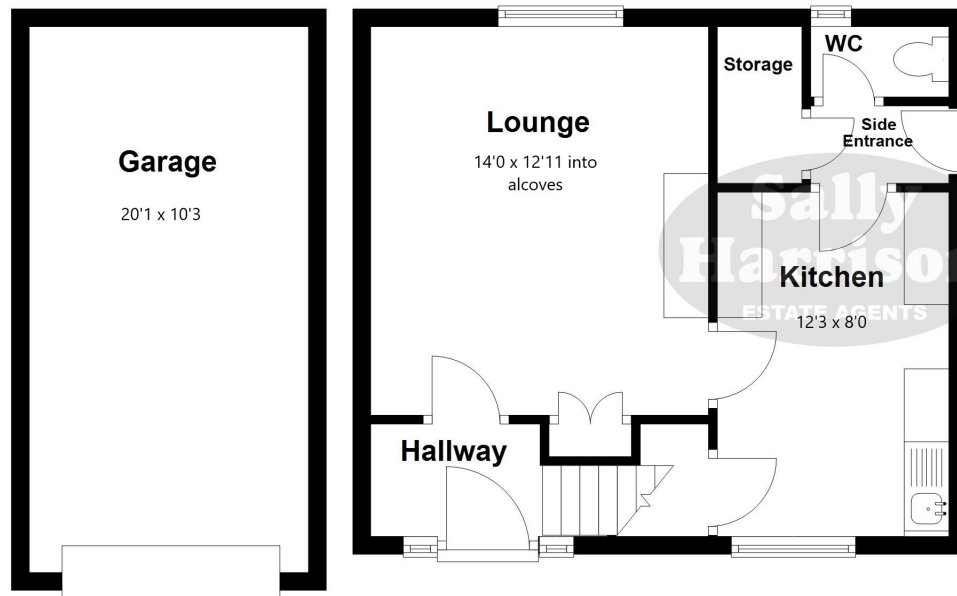 Garage
20'1 x 10'3
Lounge
14'0 x 12'11 into
alcoves
Hallway
Storage
WC
Side
Entrance
Sally
Harrison
ESTATE AGENTS
Kitchen
12'3 x 8'0